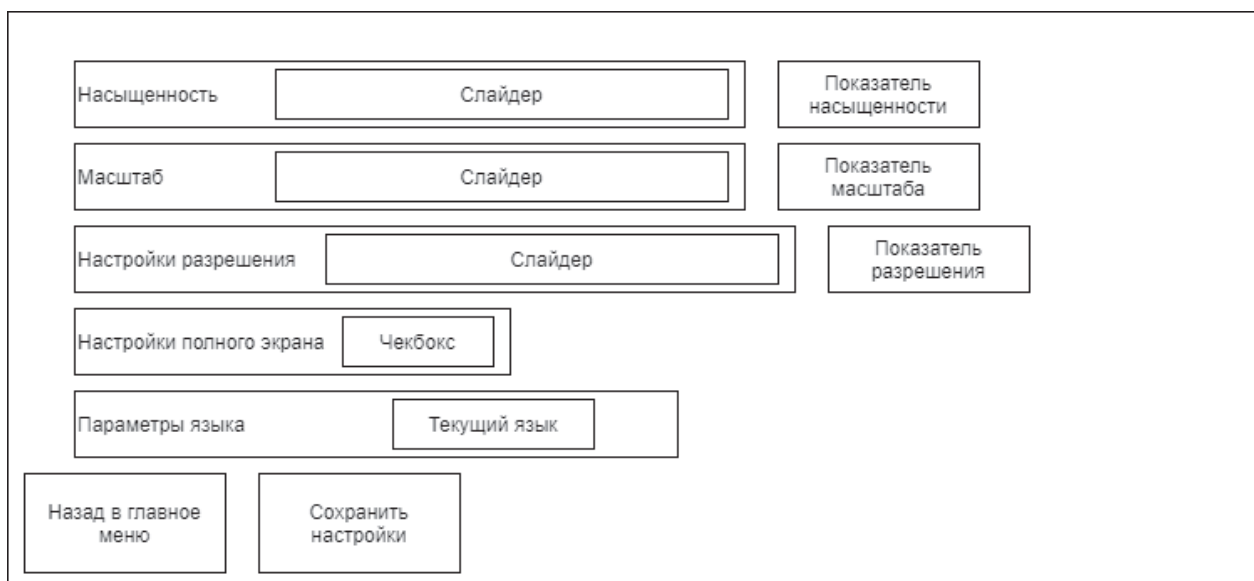 Насыщенность
Слайдер
Показатель
насыщенности
Масштаб
Слайдер
Показатель
масштаба
Настройки разрешения
Слайдер
Показатель
разрешения
Настройки полного экрана
Чекбокс
Параметры языка
Текущий язык
Назад в главное
меню
Сохранить
настройки